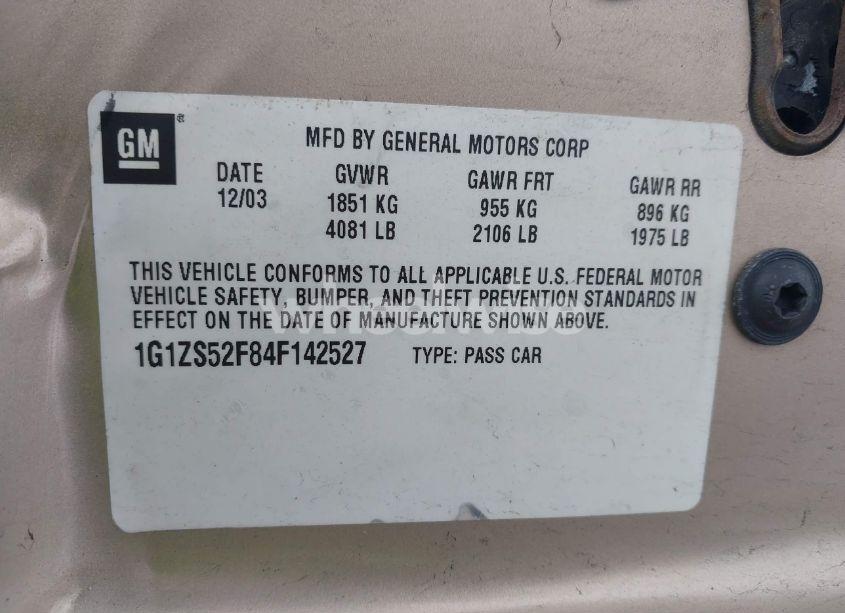 GM ®
MFD BY GENERAL MOTORS CORP
DATE GVWR GAWR FRT GAWR RR
12/03 1851 KG 955 KG 896 KG
4081 LB 2106 LB 1975 LB
THIS VEHICLE CONFORMS TO ALL APPLICABLE U.S. FEDERAL MOTOR
VEHICLE SAFETY, BUMPER, AND THEFT PREVENTION STANDARDS IN
EFFECT ON THE DATE OF MANUFACTURE SHOWN ABOVE.
1G1ZS52F84F142527 TYPE: PASS CAR